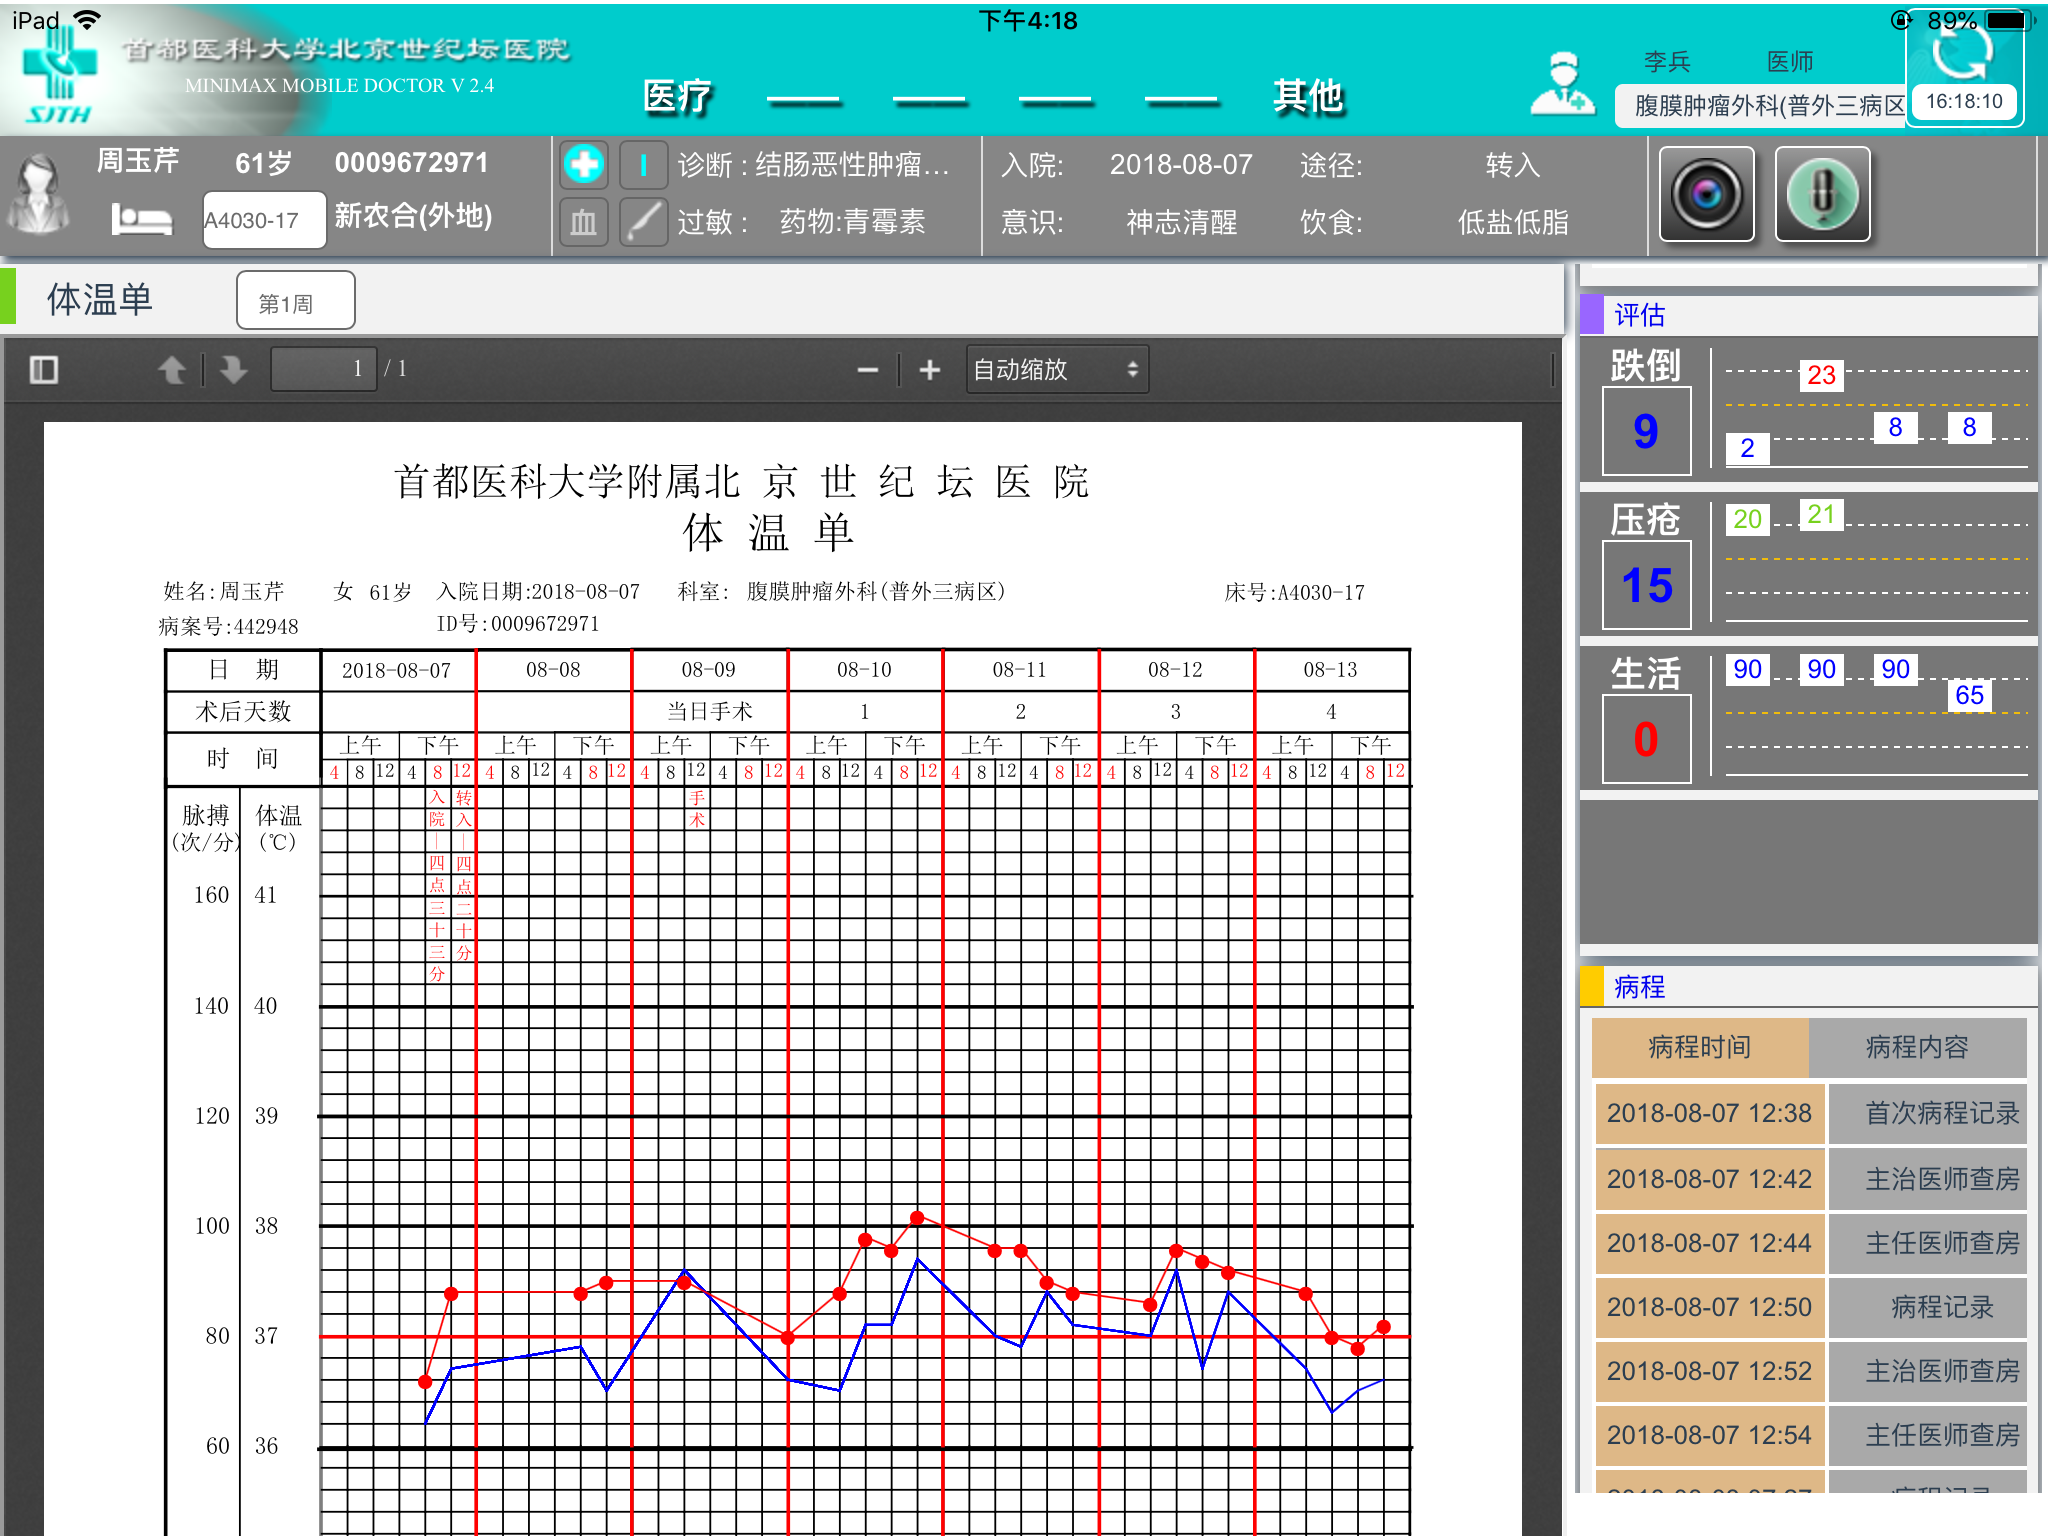 iPad
下午4:18
89%
首都医科大学北京世纪坛医院
MINIMAX MOBILE DOCTOR V 2.4
SJTH
医疗
其他
李兵 医师
腹膜肿瘤外科(普外三病区
16:18:10
周玉芹 61岁 0009672971
A4030-17 新农合(外地)
诊断 : 结肠恶性肿瘤…
血 过敏 : 药物:青霉素
入院: 2018-08-07 途径: 转入
意识: 神志清醒 饮食: 低盐低脂
体温单 第1周
1 / 1
自动缩放
首都医科大学附属北 京 世 纪 坛 医 院
体 温 单
姓名:周玉芹 女 61岁 入院日期:2018-08-07 科室: 腹膜肿瘤外科(普外三病区) 床号:A4030-17
病案号:442948 ID号:0009672971
日 期 2018-08-07 08-08 08-09 08-10 08-11 08-12 08-13
术后天数 当日手术 1 2 3 4
时 间 上午 下午 上午 下午 上午 下午 上午 下午 上午 下午 上午 下午 上午 下午
4 8 12 4 8 12 4 8 12 4 8 12 4 8 12 4 8 12 4 8 12 4 8 12 4 8 12 4 8 12 4 8 12 4 8 12 4 8 12 4 8 12
入院|四点三十三分
转入|四点二十分
手术
脉搏 体温
(次/分) (℃)
160 41
140 40
120 39
100 38
80 37
60 36
评估
跌倒
9
2 23 8 8
压疮
15
20 21
生活
0
90 90 90 65
病程
病程时间 病程内容
2018-08-07 12:38 首次病程记录
2018-08-07 12:42 主治医师查房
2018-08-07 12:44 主任医师查房
2018-08-07 12:50 病程记录
2018-08-07 12:52 主治医师查房
2018-08-07 12:54 主任医师查房